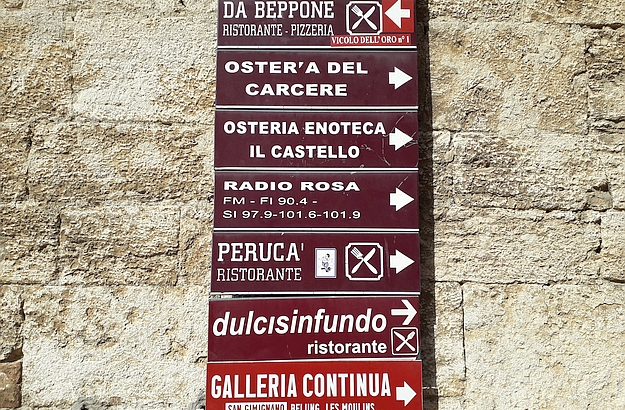 DA BEPPONE
RISTORANTE - PIZZERIA
VICOLO DELL'ORO n° 1
OSTER'A DEL
CARCERE
OSTERIA ENOTECA
IL CASTELLO
RADIO ROSA
FM - FI 90.4 -
SI 97.9-101.6-101.9
PERUCA'
RISTORANTE
dulcisinfundo
ristorante
GALLERIA CONTINUA
SAN GIMIGNANO BEIJING LES MOULINS